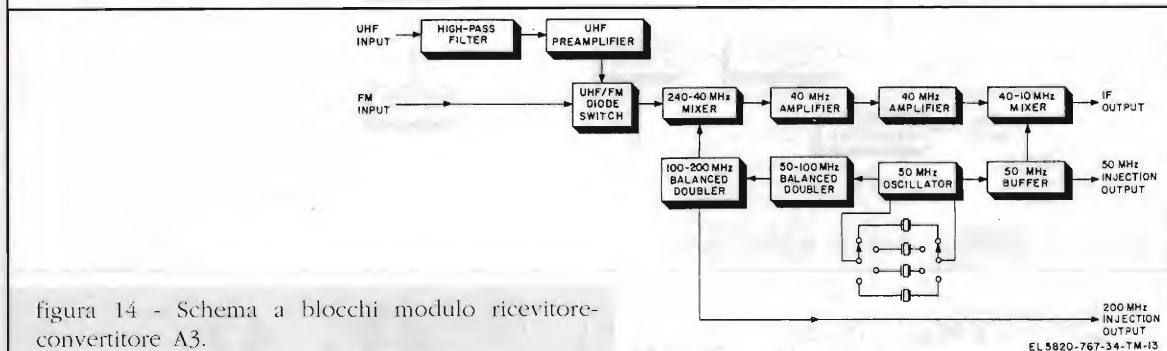 UHF
INPUT
HIGH-PASS
FILTER
UHF
PREAMPLIFIER
FM
INPUT
UHF/FM
DIODE
SWITCH
240-40 MHz
MIXER
40 MHz
AMPLIFIER
40 MHz
AMPLIFIER
40-10 MHz
MIXER
IF
OUTPUT
100-200 MHz
BALANCED
DOUBLER
50-100 MHz
BALANCED
DOUBLER
50 MHz
OSCILLATOR
50 MHz
BUFFER
50 MHz
INJECTION
OUTPUT
200 MHz
INJECTION
OUTPUT
EL5820-767-34-TM-13
figura 14 - Schema a blocchi modulo ricevitore-
convertitore A3.